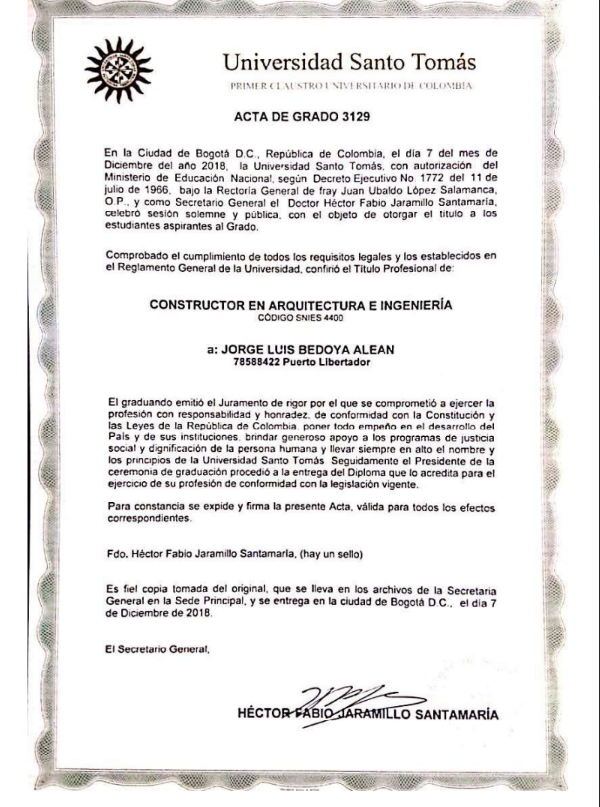 Universidad Santo Tomás
PRIMER CLAUSTRO UNIVERSITARIO DE COLOMBIA
ACTA DE GRADO 3129
En la Ciudad de Bogotá D.C., República de Colombia, el día 7 del mes de
Diciembre del año 2018, la Universidad Santo Tomás, con autorización del
Ministerio de Educación Nacional, según Decreto Ejecutivo No. 1772 del 11 de
julio de 1966, bajo la Rectoría General de fray Juan Ubaldo López Salamanca,
O.P., y como Secretario General el Doctor Héctor Fabio Jaramillo Santamaría,
celebró sesión solemne y pública, con el objeto de otorgar el título a los
estudiantes aspirantes al Grado.
Comprobado el cumplimiento de todos los requisitos legales y los establecidos en
el Reglamento General de la Universidad, confirió el Título Profesional de:
CONSTRUCTOR EN ARQUITECTURA E INGENIERÍA
CÓDIGO SNIES 4400
a: JORGE LUIS BEDOYA ALEAN
78588422 Puerto Libertador
El graduando emitió el Juramento de rigor por el que se comprometió a ejercer la
profesión con responsabilidad y honradez, de conformidad con la Constitución y
las Leyes de la República de Colombia, poner todo empeño en el desarrollo del
País y de sus instituciones, brindar generoso apoyo a los programas de justicia
social y dignificación de la persona humana y llevar siempre en alto el nombre y
los principios de la Universidad Santo Tomás. Seguidamente el Presidente de la
ceremonia de graduación procedió a la entrega del Diploma que lo acredita para el
ejercicio de su profesión de conformidad con la legislación vigente.
Para constancia se expide y firma la presente Acta, válida para todos los efectos
correspondientes.
Fdo. Héctor Fabio Jaramillo Santamaría, (hay un sello)
Es fiel copia tomada del original, que se lleva en los archivos de la Secretaria
General en la Sede Principal, y se entrega en la ciudad de Bogotá D.C., el día 7
de Diciembre de 2018.
El Secretario General,
HÉCTOR FABIO JARAMILLO SANTAMARÍA